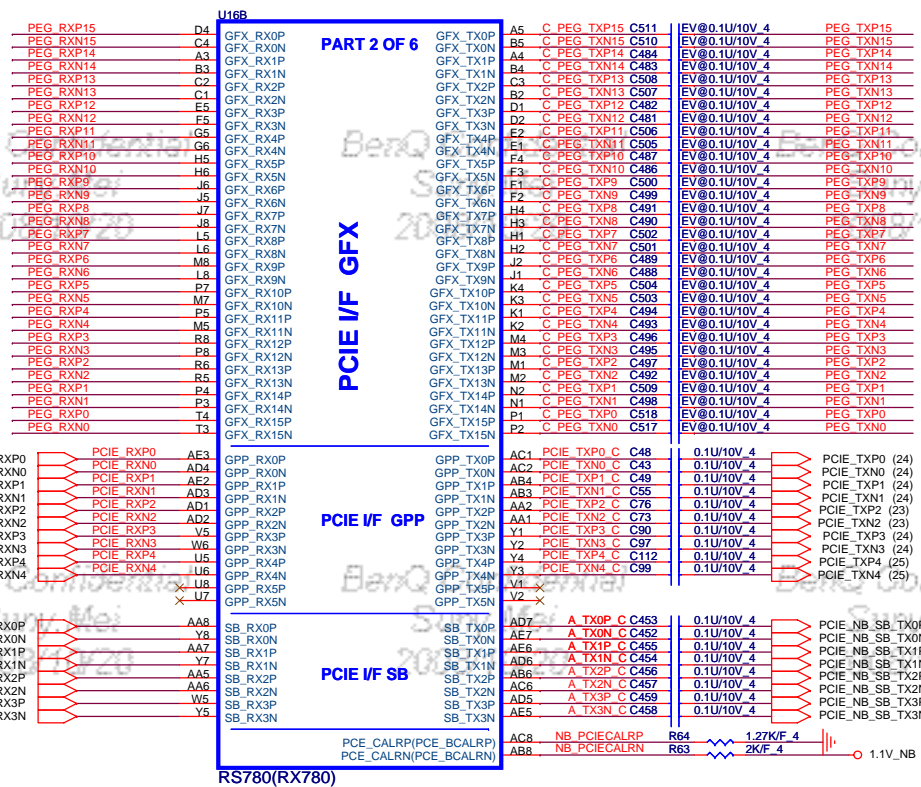 U16B
PART 2 OF 6
PEG_RXP15 D4 GFX_RX0P GFX_TX0P A5 C_PEG_TXP15 C511 EV@0.1U/10V_4 PEG_TXP15
PEG_RXN15 C4 GFX_RX0N GFX_TX0N B5 C_PEG_TXN15 C510 EV@0.1U/10V_4 PEG_TXN15
PEG_RXP14 A3 GFX_RX1P GFX_TX1P A4 C_PEG_TXP14 C484 EV@0.1U/10V_4 PEG_TXP14
PEG_RXN14 B3 GFX_RX1N GFX_TX1N B4 C_PEG_TXN14 C483 EV@0.1U/10V_4 PEG_TXN14
PEG_RXP13 C2 GFX_RX2P GFX_TX2P C3 C_PEG_TXP13 C508 EV@0.1U/10V_4 PEG_TXP13
PEG_RXN13 C1 GFX_RX2N GFX_TX2N B2 C_PEG_TXN13 C507 EV@0.1U/10V_4 PEG_TXN13
PEG_RXP12 E5 GFX_RX3P GFX_TX3P D1 C_PEG_TXP12 C482 EV@0.1U/10V_4 PEG_TXP12
PEG_RXN12 F5 GFX_RX3N GFX_TX3N D2 C_PEG_TXN12 C481 EV@0.1U/10V_4 PEG_TXN12
PEG_RXP11 G5 GFX_RX4P GFX_TX4P E2 C_PEG_TXP11 C506 EV@0.1U/10V_4 PEG_TXP11
PEG_RXN11 G6 GFX_RX4N GFX_TX4N E1 C_PEG_TXN11 C505 EV@0.1U/10V_4 PEG_TXN11
PEG_RXP10 H5 GFX_RX5P GFX_TX5P F4 C_PEG_TXP10 C487 EV@0.1U/10V_4 PEG_TXP10
PEG_RXN10 H6 GFX_RX5N GFX_TX5N F3 C_PEG_TXN10 C486 EV@0.1U/10V_4 PEG_TXN10
PEG_RXP9 J6 GFX_RX6P GFX_TX6P F1 C_PEG_TXP9 C500 EV@0.1U/10V_4 PEG_TXP9
PEG_RXN9 J5 GFX_RX6N GFX_TX6N F2 C_PEG_TXN9 C499 EV@0.1U/10V_4 PEG_TXN9
PEG_RXP8 J7 GFX_RX7P GFX_TX7P H4 C_PEG_TXP8 C491 EV@0.1U/10V_4 PEG_TXP8
PEG_RXN8 J8 GFX_RX7N GFX_TX7N H3 C_PEG_TXN8 C490 EV@0.1U/10V_4 PEG_TXN8
PEG_RXP7 L5 GFX_RX8P GFX_TX8P H1 C_PEG_TXP7 C502 EV@0.1U/10V_4 PEG_TXP7
PEG_RXN7 L6 GFX_RX8N GFX_TX8N H2 C_PEG_TXN7 C501 EV@0.1U/10V_4 PEG_TXN7
PEG_RXP6 M8 GFX_RX9P GFX_TX9P J2 C_PEG_TXP6 C489 EV@0.1U/10V_4 PEG_TXP6
PEG_RXN6 L8 GFX_RX9N GFX_TX9N J1 C_PEG_TXN6 C488 EV@0.1U/10V_4 PEG_TXN6
PEG_RXP5 P7 GFX_RX10P GFX_TX10P K4 C_PEG_TXP5 C504 EV@0.1U/10V_4 PEG_TXP5
PEG_RXN5 M7 GFX_RX10N GFX_TX10N K3 C_PEG_TXN5 C503 EV@0.1U/10V_4 PEG_TXN5
PEG_RXP4 P5 GFX_RX11P GFX_TX11P K1 C_PEG_TXP4 C494 EV@0.1U/10V_4 PEG_TXP4
PEG_RXN4 M5 GFX_RX11N GFX_TX11N K2 C_PEG_TXN4 C493 EV@0.1U/10V_4 PEG_TXN4
PEG_RXP3 R8 GFX_RX12P GFX_TX12P M4 C_PEG_TXP3 C496 EV@0.1U/10V_4 PEG_TXP3
PEG_RXN3 P8 GFX_RX12N GFX_TX12N M3 C_PEG_TXN3 C495 EV@0.1U/10V_4 PEG_TXN3
PEG_RXP2 R6 GFX_RX13P GFX_TX13P M1 C_PEG_TXP2 C497 EV@0.1U/10V_4 PEG_TXP2
PEG_RXN2 R5 GFX_RX13N GFX_TX13N M2 C_PEG_TXN2 C492 EV@0.1U/10V_4 PEG_TXN2
PEG_RXP1 P4 GFX_RX14P GFX_TX14P N2 C_PEG_TXP1 C509 EV@0.1U/10V_4 PEG_TXP1
PEG_RXN1 P3 GFX_RX14N GFX_TX14N N1 C_PEG_TXN1 C498 EV@0.1U/10V_4 PEG_TXN1
PEG_RXP0 T4 GFX_RX15P GFX_TX15P P1 C_PEG_TXP0 C518 EV@0.1U/10V_4 PEG_TXP0
PEG_RXN0 T3 GFX_RX15N GFX_TX15N P2 C_PEG_TXN0 C517 EV@0.1U/10V_4 PEG_TXN0
PCIE I/F GFX
RXP0 PCIE_RXP0 AE3 GPP_RX0P GPP_TX0P AC1 PCIE_TXP0_C C48 0.1U/10V_4 PCIE_TXP0 (24)
RXN0 PCIE_RXN0 AD4 GPP_RX0N GPP_TX0N AC2 PCIE_TXN0_C C43 0.1U/10V_4 PCIE_TXN0 (24)
RXP1 PCIE_RXP1 AE2 GPP_RX1P GPP_TX1P AB4 PCIE_TXP1_C C49 0.1U/10V_4 PCIE_TXP1 (24)
RXN1 PCIE_RXN1 AD3 GPP_RX1N GPP_TX1N AB3 PCIE_TXN1_C C55 0.1U/10V_4 PCIE_TXN1 (24)
RXP2 PCIE_RXP2 AD1 GPP_RX2P GPP_TX2P AA2 PCIE_TXP2_C C76 0.1U/10V_4 PCIE_TXP2 (23)
RXN2 PCIE_RXN2 AD2 GPP_RX2N GPP_TX2N AA1 PCIE_TXN2_C C73 0.1U/10V_4 PCIE_TXN2 (23)
PCIE I/F GPP
RXP3 PCIE_RXP3 V5 GPP_RX3P GPP_TX3P Y1 PCIE_TXP3_C C90 0.1U/10V_4 PCIE_TXP3 (24)
RXN3 PCIE_RXN3 W6 GPP_RX3N GPP_TX3N Y2 PCIE_TXN3_C C97 0.1U/10V_4 PCIE_TXN3 (24)
RXP4 PCIE_RXP4 U5 GPP_RX4P GPP_TX4P Y4 PCIE_TXP4_C C112 0.1U/10V_4 PCIE_TXP4 (25)
RXN4 PCIE_RXN4 U6 GPP_RX4N GPP_TX4N Y3 PCIE_TXN4_C C99 0.1U/10V_4 PCIE_TXN4 (25)
U8 GPP_RX5P GPP_TX5P V1
U7 GPP_RX5N GPP_TX5N V2
RX0P AA8 SB_RX0P SB_TX0P AD7 A_TX0P_C C453 0.1U/10V_4 PCIE_NB_SB_TX0P
RX0N Y8 SB_RX0N SB_TX0N AE7 A_TX0N_C C452 0.1U/10V_4 PCIE_NB_SB_TX0N
RX1P AA7 SB_RX1P SB_TX1P AE6 A_TX1P_C C455 0.1U/10V_4 PCIE_NB_SB_TX1P
RX1N Y7 SB_RX1N SB_TX1N AD6 A_TX1N_C C454 0.1U/10V_4 PCIE_NB_SB_TX1N
PCIE I/F SB
RX2P AA5 SB_RX2P SB_TX2P AB6 A_TX2P_C C456 0.1U/10V_4 PCIE_NB_SB_TX2P
RX2N AA6 SB_RX2N SB_TX2N AC6 A_TX2N_C C457 0.1U/10V_4 PCIE_NB_SB_TX2N
RX3P W5 SB_RX3P SB_TX3P AD5 A_TX3P_C C459 0.1U/10V_4 PCIE_NB_SB_TX3P
RX3N Y5 SB_RX3N SB_TX3N AE5 A_TX3N_C C458 0.1U/10V_4 PCIE_NB_SB_TX3N
PCE_CALRP(PCE_BCALRP) AC8 NB_PCIECALRP R64 1.27K/F_4
PCE_CALRN(PCE_BCALRN) AB8 NB_PCIECALRN R63 2K/F_4 1.1V_NB
RS780(RX780)